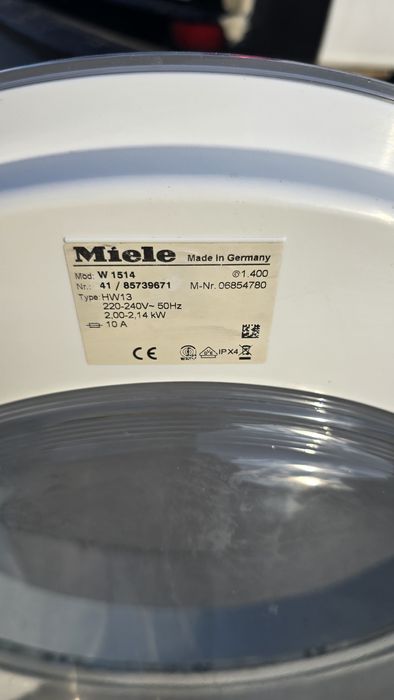 Miele Made in Germany
Mod: W 1514 ⌀1.400
Nr.: 41 / 85739671 M-Nr. 06854780
Type: HW13
220-240V~ 50Hz
2,00-2,14 kW
10 A
CE IPX4